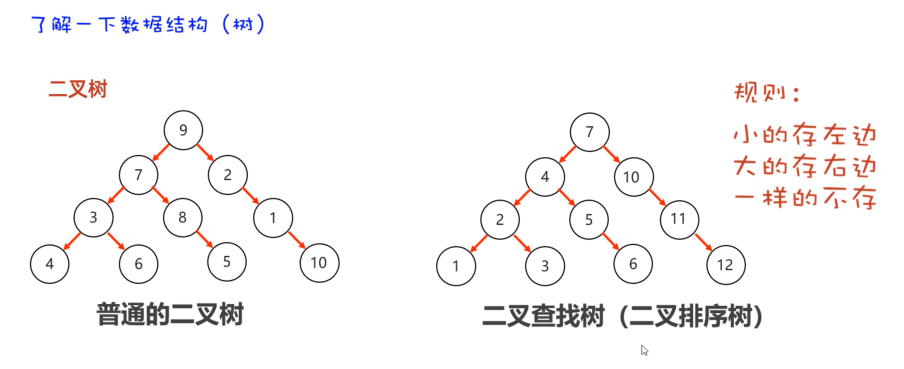 了解一下数据结构（树）
二叉树
9
7 2
3 8 1
4 6 5 10
普通的二叉树
7
4 10
2 5 11
1 3 6 12
二叉查找树（二叉排序树）
规则：
小的存左边
大的存右边
一样的不存